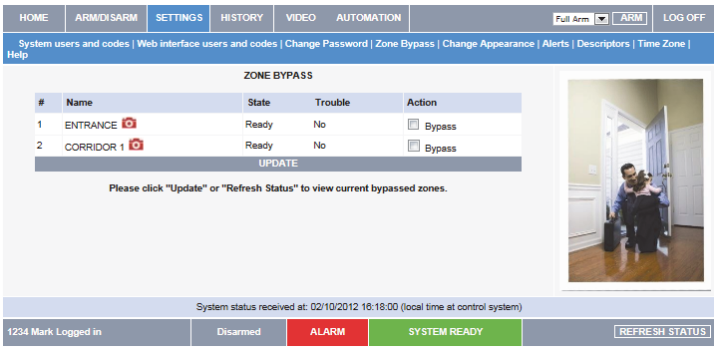 HOME ARM/DISARM SETTINGS HISTORY VIDEO AUTOMATION Full Arm ARM LOG OFF
System users and codes | Web interface users and codes | Change Password | Zone Bypass | Change Appearance | Alerts | Descriptors | Time Zone |
Help
ZONE BYPASS
# Name State Trouble Action
1 ENTRANCE Ready No Bypass
2 CORRIDOR 1 Ready No Bypass
UPDATE
Please click "Update" or "Refresh Status" to view current bypassed zones.
System status received at: 02/10/2012 16:18:00 (local time at control system)
1234 Mark Logged in Disarmed ALARM SYSTEM READY REFRESH STATUS